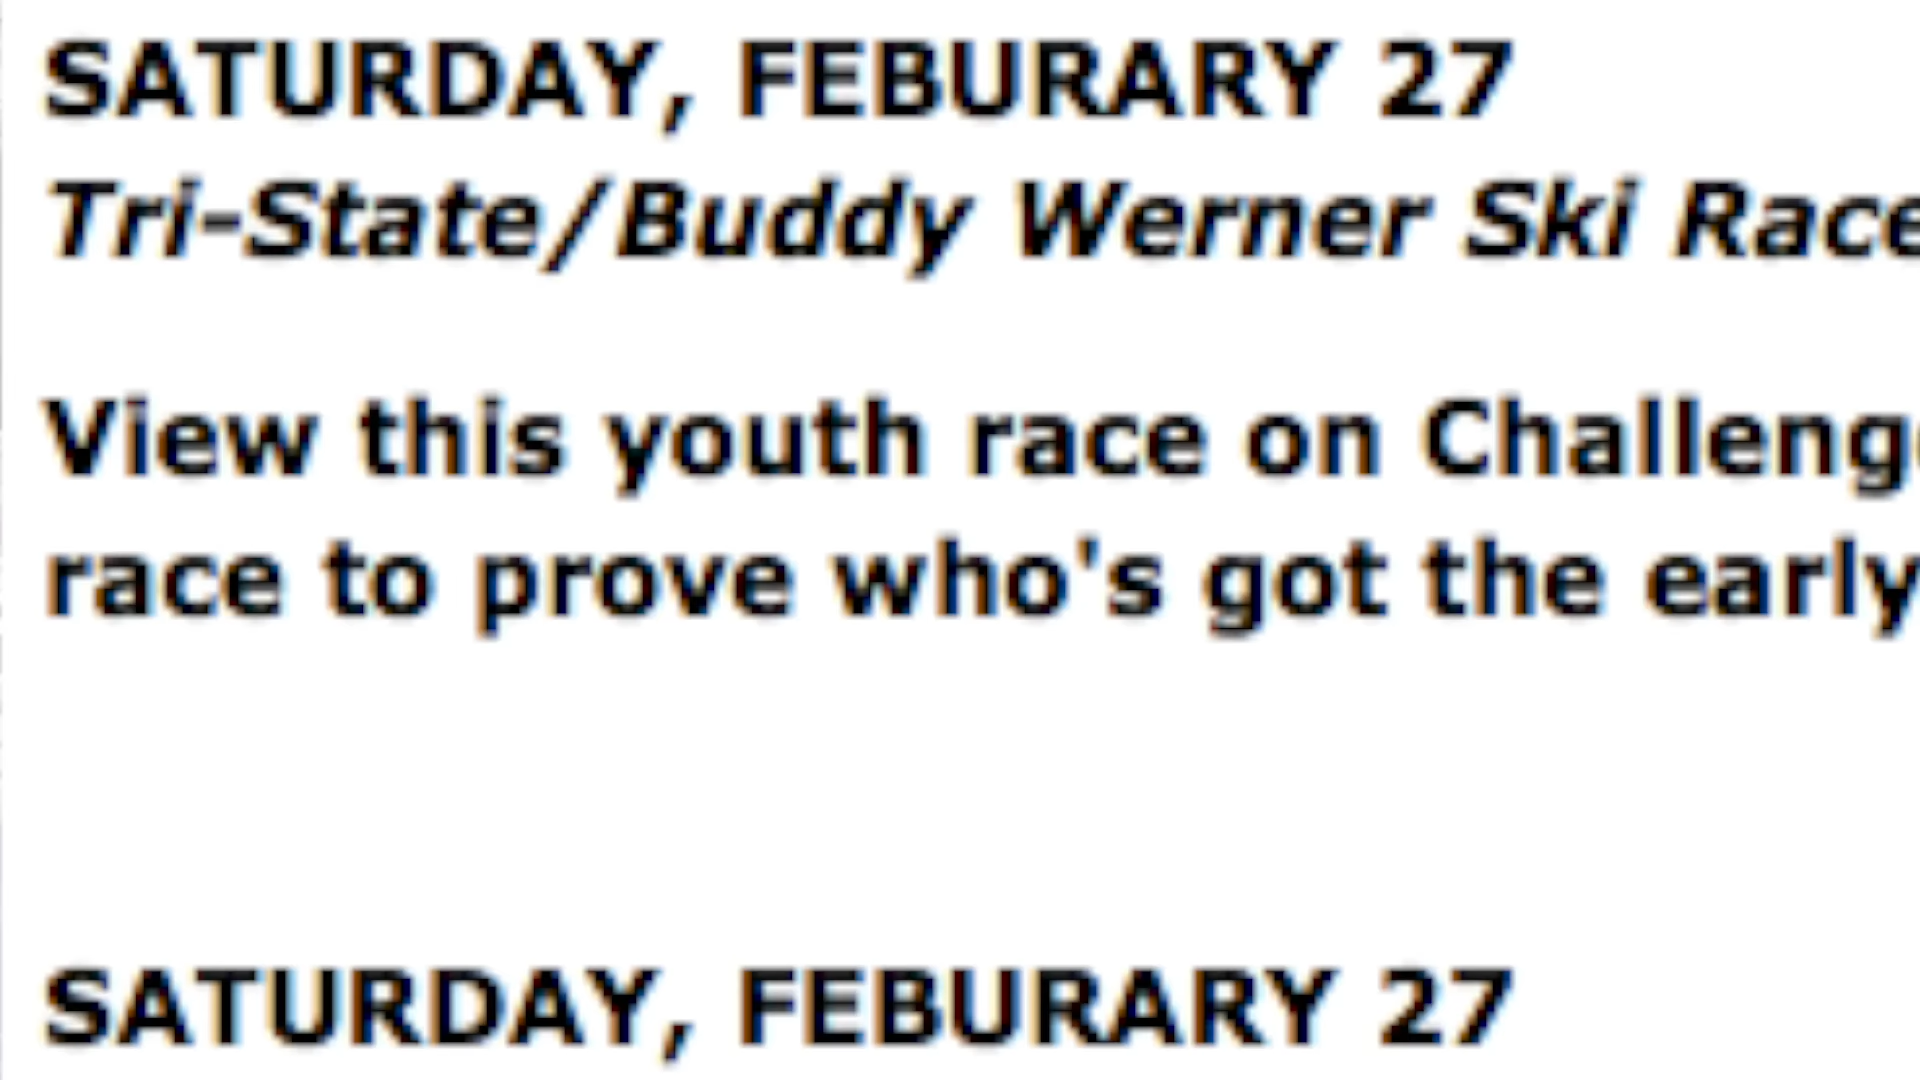 SATURDAY, FEBURARY 27
Tri-State/Buddy Werner Ski Race
View this youth race on
race to prove who's got the early
SATURDAY, FEBURARY 27